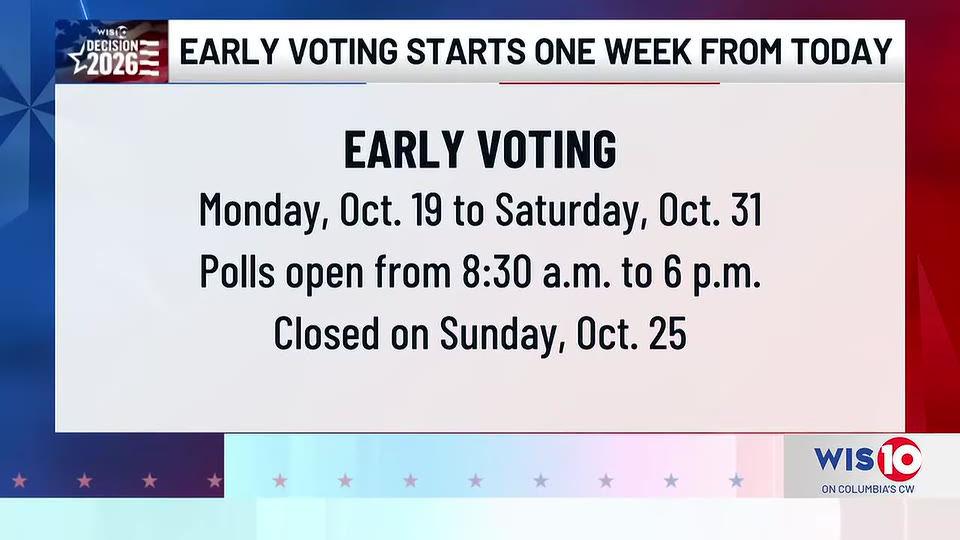 WIS10
DECISION
2026
EARLY VOTING STARTS ONE WEEK FROM TODAY
EARLY VOTING
Monday, Oct. 19 to Saturday, Oct. 31
Polls open from 8:30 a.m. to 6 p.m.
Closed on Sunday, Oct. 25
WIS10
ON COLUMBIA'S CW